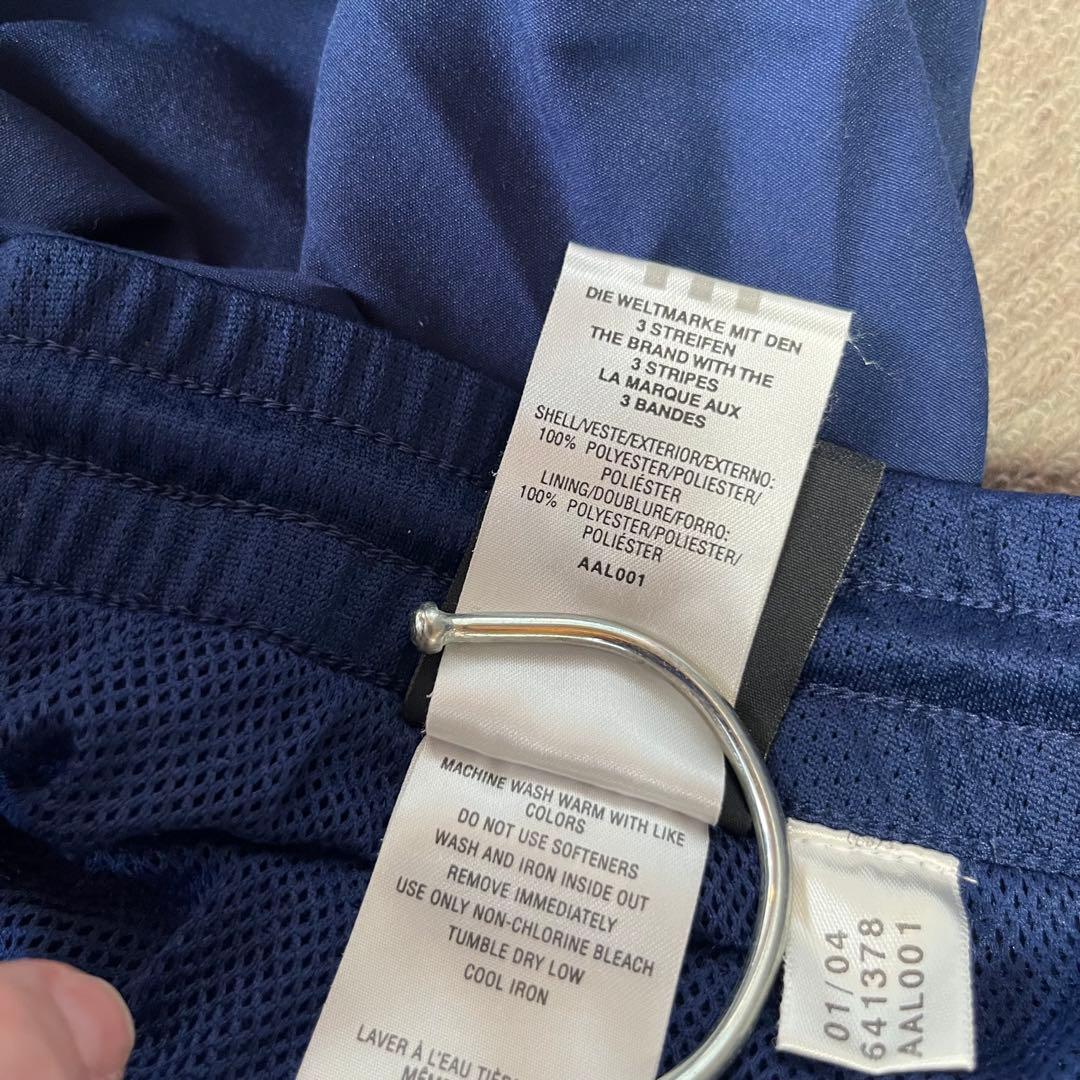 DIE WELTMARKE MIT DEN
3 STREIFEN
THE BRAND WITH THE
3 STRIPES
LA MARQUE AUX
3 BANDES
SHELL/VESTE/EXTERIOR/EXTERNO:
100% POLYESTER/POLIESTER/
POLIÉSTER
LINING/DOUBLURE/FORRO:
100% POLYESTER/POLIESTER/
POLIÉSTER
AAL001
MACHINE WASH WARM WITH LIKE
COLORS
DO NOT USE SOFTENERS
WASH AND IRON INSIDE OUT
REMOVE IMMEDIATELY
USE ONLY NON-CHLORINE BLEACH
TUMBLE DRY LOW
COOL IRON
LAVER À L'EAU TIÈDE
01/04
641378
AAL001